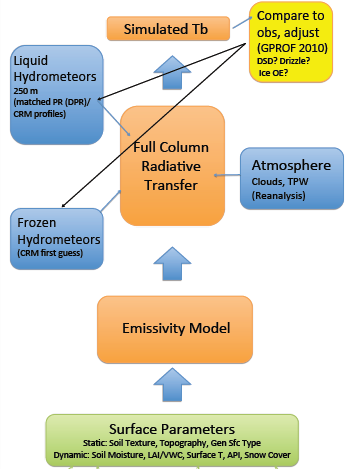 Simulated Tb
Compare to
obs, adjust
(GPROF 2010)
DSD? Drizzle?
Ice OE?
Liquid
Hydrometeors
250 m
(matched PR (DPR)/
CRM profiles)
Full Column
Radiative
Transfer
Atmosphere
Clouds, TPW
(Reanalysis)
Frozen
Hydrometeors
(CRM first guess)
Emissivity Model
Surface Parameters
Static: Soil Texture, Topography, Gen Sfc Type
Dynamic: Soil Moisture, LAI/VWC, Surface T, API, Snow Cover